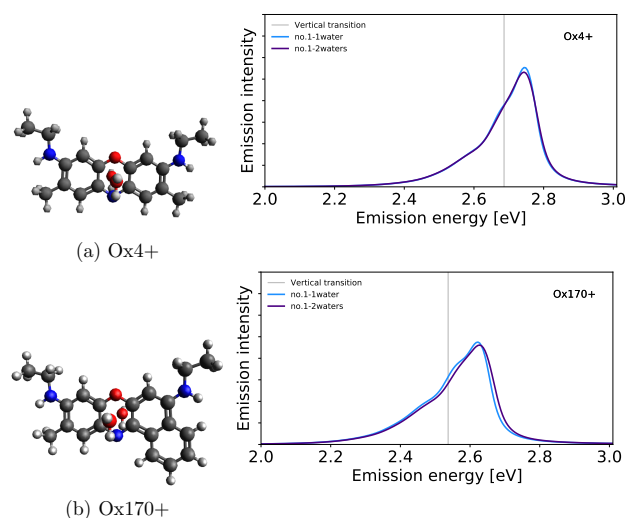 Vertical transition
no.1-1water
no.1-2waters
Ox4+
Emission intensity
2.0 2.2 2.4 2.6 2.8 3.0
Emission energy [eV]
(a) Ox4+
Vertical transition
no.1-1water
no.1-2waters
Ox170+
Emission intensity
2.0 2.2 2.4 2.6 2.8 3.0
Emission energy [eV]
(b) Ox170+